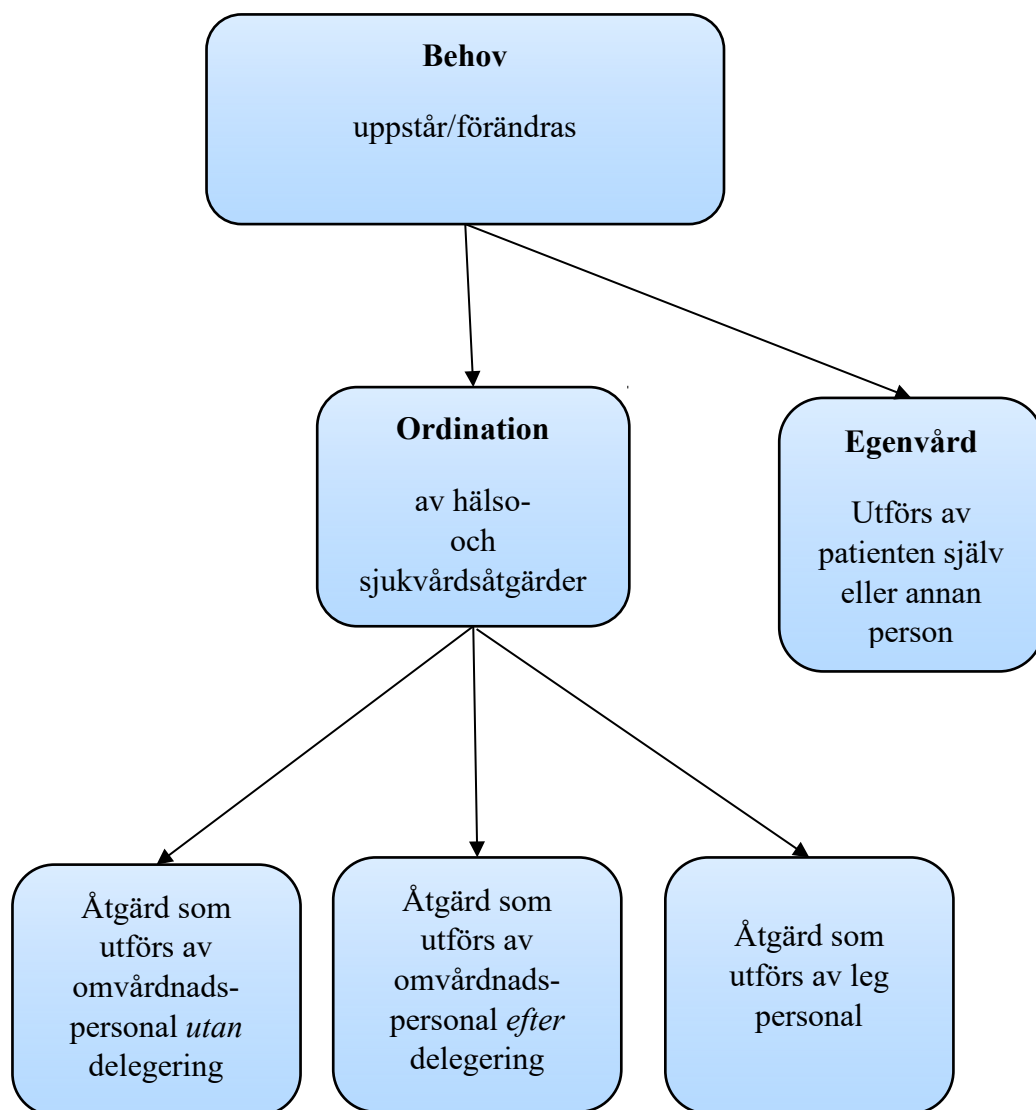 Behov
uppstår/förändras
Ordination
av hälso-
och
sjukvårdsåtgärder
Egenvård
Utförs av
patienten själv
eller annan
person
Åtgärd som
utförs av
omvårdnads-
personal utan
delegering
Åtgärd som
utförs av
omvårdnads-
personal efter
delegering
Åtgärd som
utförs av leg
personal